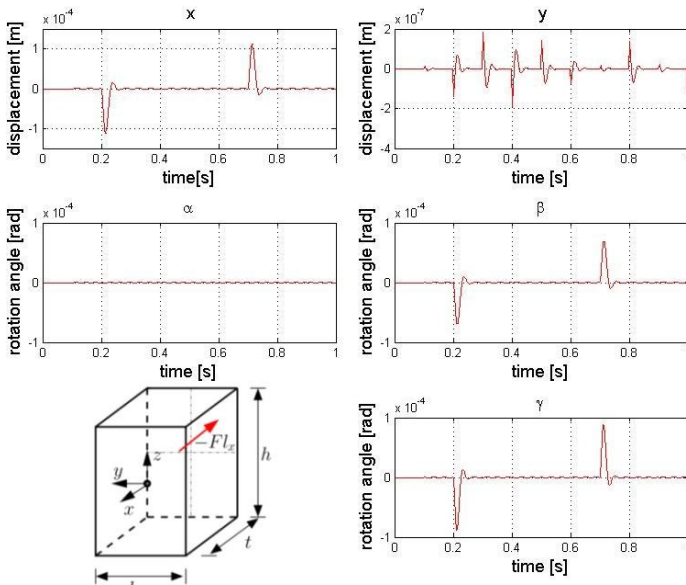 x
x 10^-4
displacement [m]
1
0
-1
0 0.2 0.4 0.6 0.8 1
time[s]
y
x 10^-7
displacement [m]
2
0
-2
-4
0 0.2 0.4 0.6 0.8
time[s]
α
x 10^-4
rotation angle [rad]
1
0
-1
0 0.2 0.4 0.6 0.8 1
time [s]
β
x 10^-4
rotation angle [rad]
1
0
-1
0 0.2 0.4 0.6 0.8
time [s]
-Fl_x
y
z
x
h
t
γ
x 10^-4
rotation angle [rad]
1
0
-1
0 0.2 0.4 0.6 0.8
time [s]